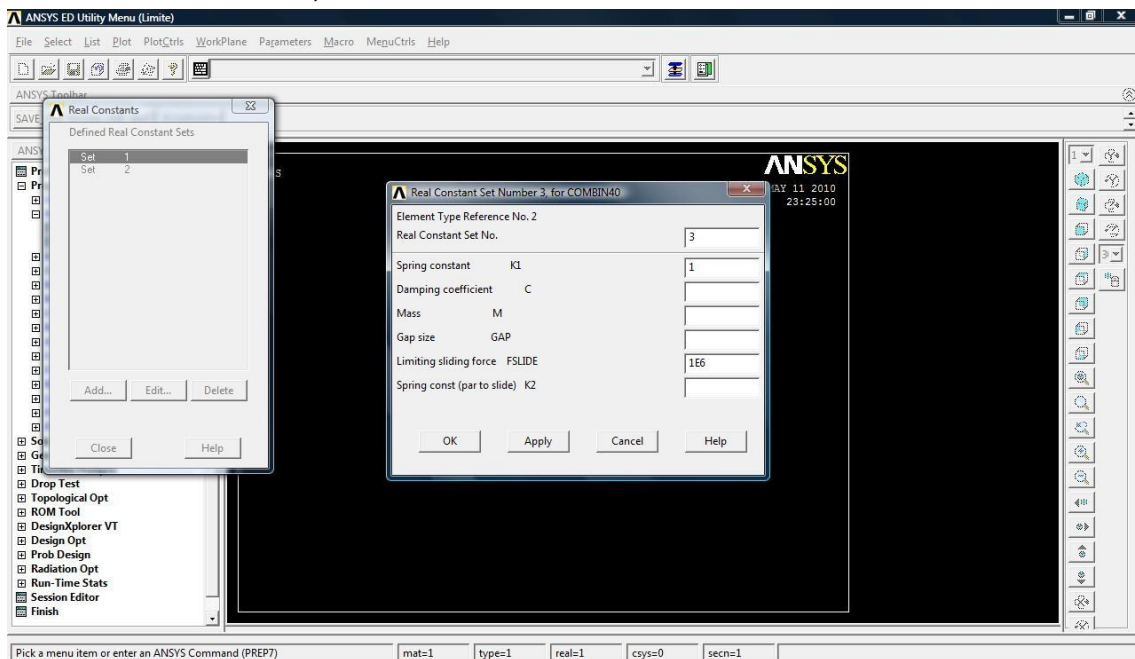 ANSYS ED Utility Menu (Limite)
File Select List Plot PlotCtrls WorkPlane Parameters Macro MenuCtrls Help
ANSYS Toolbar
SAVE
Real Constants
Defined Real Constant Sets
Set 1
Set 2
Add... Edit... Delete
Close Help
ANSYS
MAY 11 2010
23:25:00
Real Constant Set Number 3, for COMBIN40
Element Type Reference No. 2
Real Constant Set No. 3
Spring constant K1 1
Damping coefficient C
Mass M
Gap size GAP
Limiting sliding force FSLIDE 1E6
Spring const (par to slide) K2
OK Apply Cancel Help
Drop Test
Topological Opt
ROM Tool
DesignXplorer VT
Design Opt
Prob Design
Radiation Opt
Run-Time Stats
Session Editor
Finish
1
3
Pick a menu item or enter an ANSYS Command (PREP7) mat=1 type=1 real=1 csys=0 secn=1